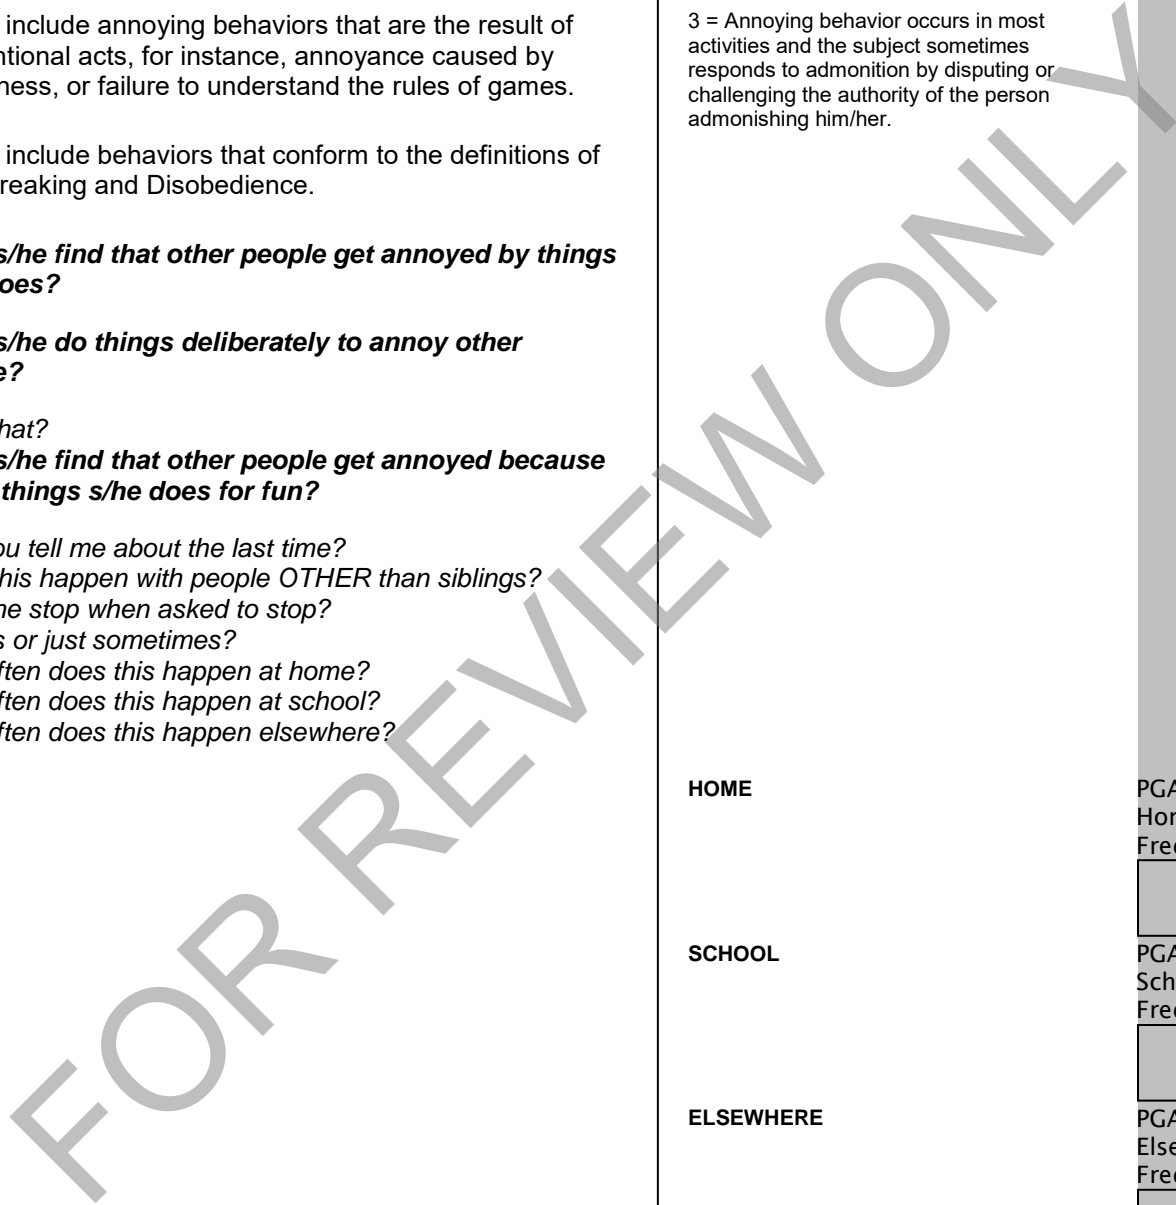 include annoying behaviors that are the result of
ntional acts, for instance, annoyance caused by
ness, or failure to understand the rules of games.
include behaviors that conform to the definitions of
reaking and Disobedience.
s/he find that other people get annoyed by things
oes?
s/he do things deliberately to annoy other
e?
hat?
s/he find that other people get annoyed because
things s/he does for fun?
ou tell me about the last time?
his happen with people OTHER than siblings?
he stop when asked to stop?
s or just sometimes?
ften does this happen at home?
ften does this happen at school?
ften does this happen elsewhere?
3 = Annoying behavior occurs in most
activities and the subject sometimes
responds to admonition by disputing or
challenging the authority of the person
admonishing him/her.
HOME
SCHOOL
ELSEWHERE
PGA
Hor
Fre
PGA
Sch
Fre
PGA
Else
Fre
FOR REVIEW ONLY